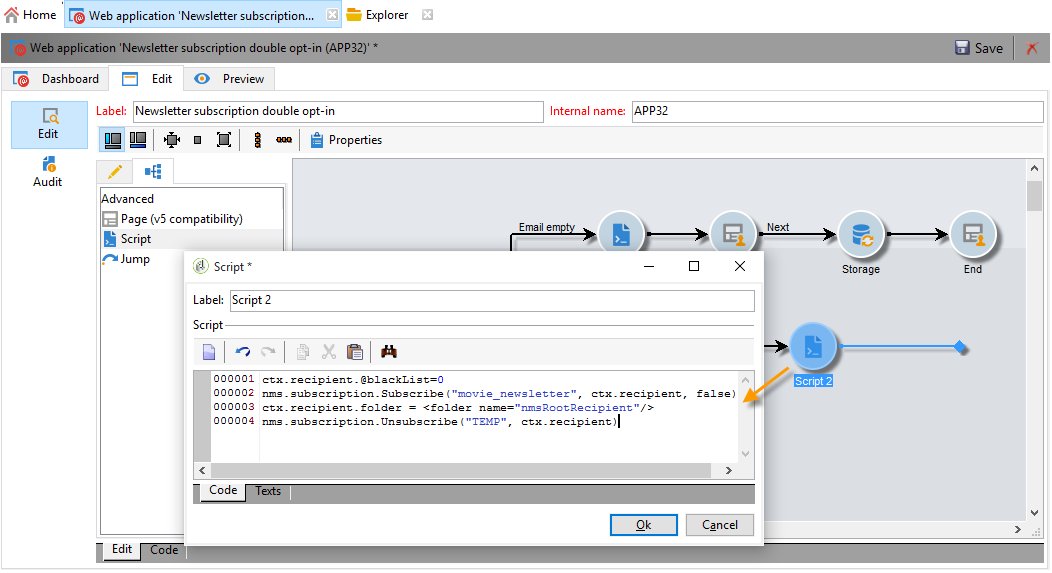 Home
Web application 'Newsletter subscription...
Explorer
Web application 'Newsletter subscription double opt-in (APP32)' *
Save
Dashboard
Edit
Preview
Edit
Audit
Label:
Newsletter subscription double opt-in
Internal name:
APP32
Properties
Advanced
Page (v5 compatibility)
Script
Jump
Email empty
Next
Storage
End
Script 2
Script *
Label:
Script 2
Script
000001 ctx.recipient.@blackList=0
000002 nms.subscription.Subscribe("movie_newsletter", ctx.recipient, false)
000003 ctx.recipient.folder = <folder name="nmsRootRecipient"/>
000004 nms.subscription.Unsubscribe("TEMP", ctx.recipient)
Code
Texts
Ok
Cancel
Edit
Code